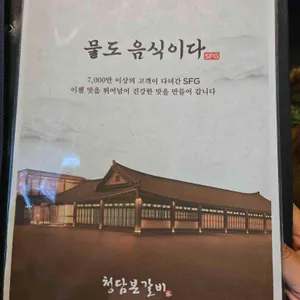 물도 음식이다
SFG
7,000만 이상의 고객이 다녀간 SFG
이젠 맛을 뛰어넘어 건강한 맛을 만들어 갑니다
청담본갈비